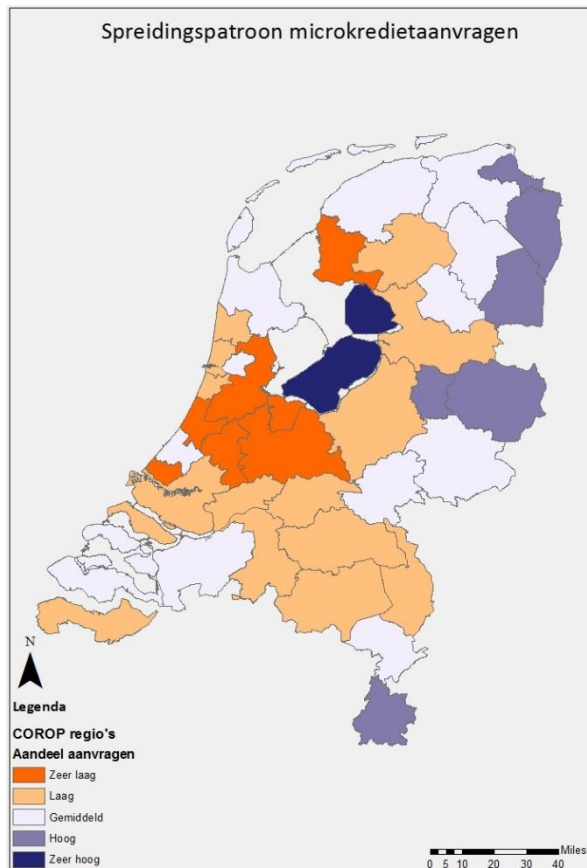 Spreidingspatroon microkredietaanvragen
N
Legenda
COROP regio's
Aandeel aanvragen
Zeer laag
Laag
Gemiddeld
Hoog
Zeer hoog
Miles
0 5 10 20 30 40